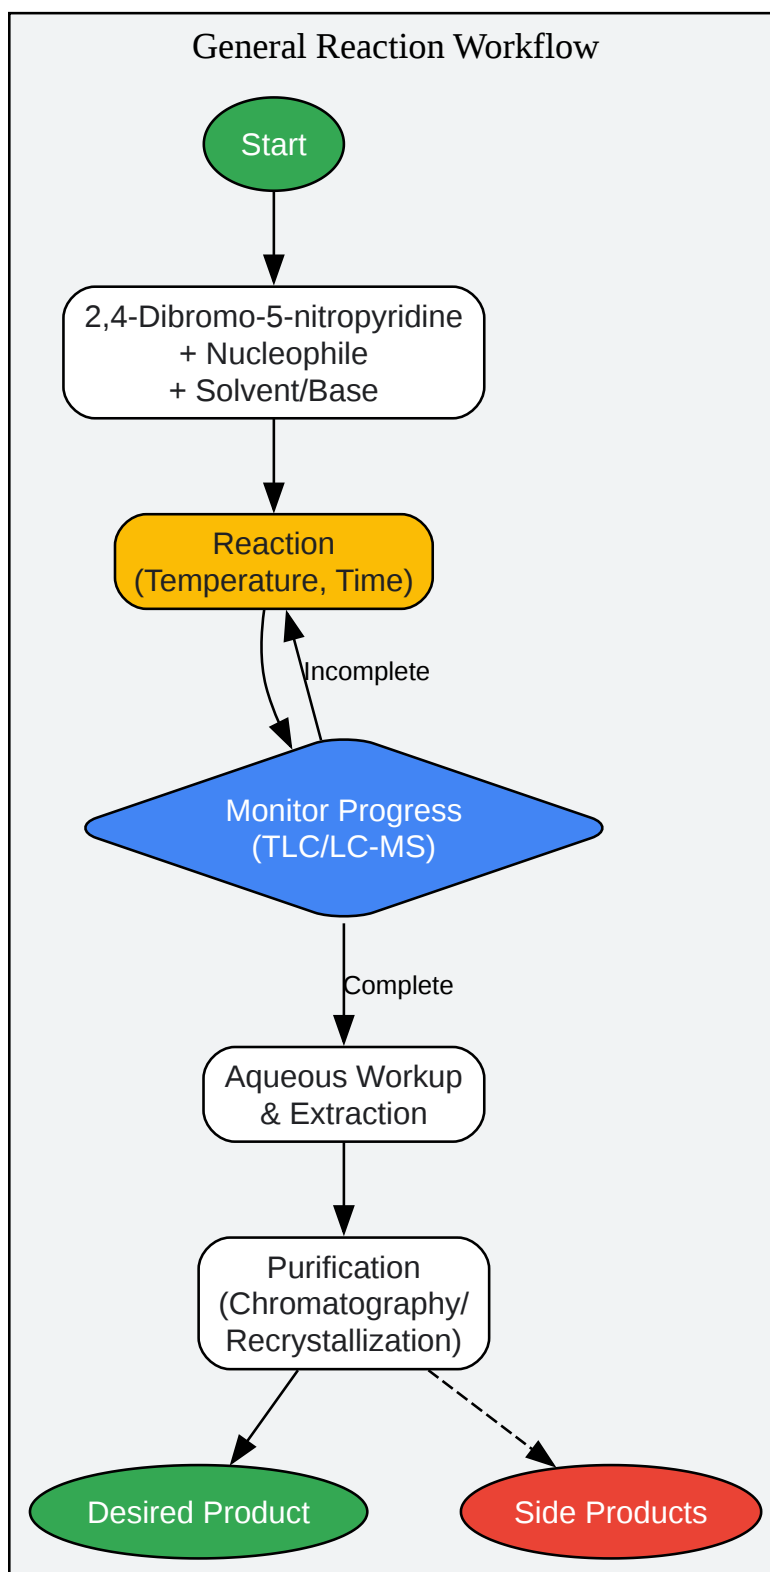 General Reaction Workflow
Start
2,4-Dibromo-5-nitropyridine
+ Nucleophile
+ Solvent/Base
Reaction
(Temperature, Time)
Incomplete
Monitor Progress
(TLC/LC-MS)
Complete
Aqueous Workup
& Extraction
Purification
(Chromatography/
Recrystallization)
Desired Product
Side Products